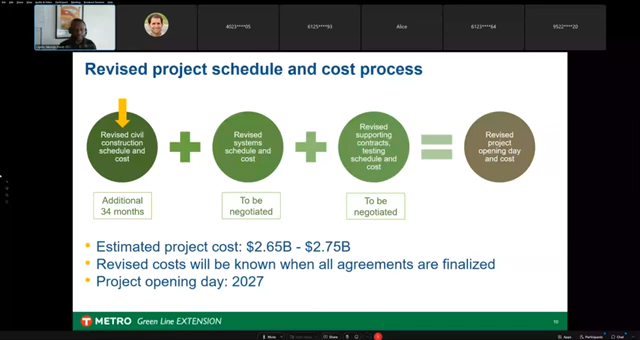 4023****05
6125****93
Alice
6123****64
9522****20
Revised project schedule and cost process
Revised civil
construction
schedule and
cost
Revised
systems
schedule and
cost
Revised
supporting
contracts,
testing
schedule and
cost
Revised
project
opening day
and cost
Additional
34 months
To be
negotiated
To be
negotiated
Estimated project cost: $2.65B - $2.75B
Revised costs will be known when all agreements are finalized
Project opening day: 2027
T METRO Green Line EXTENSION
10
Share
Apps
Participants
Chat